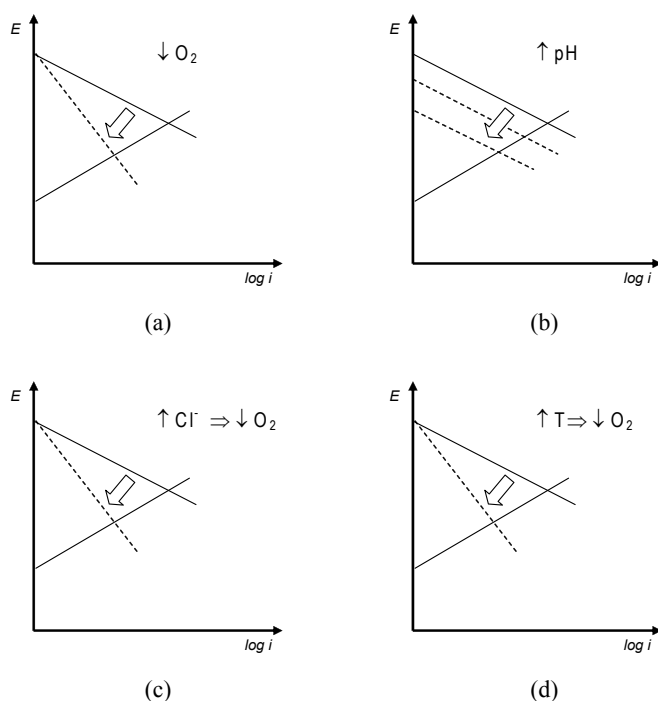 E
↓ O2
log i
(a)
E
↑ pH
log i
(b)
E
↑ Cl- ⇒ ↓ O2
log i
(c)
E
↑ T ⇒ ↓ O2
log i
(d)